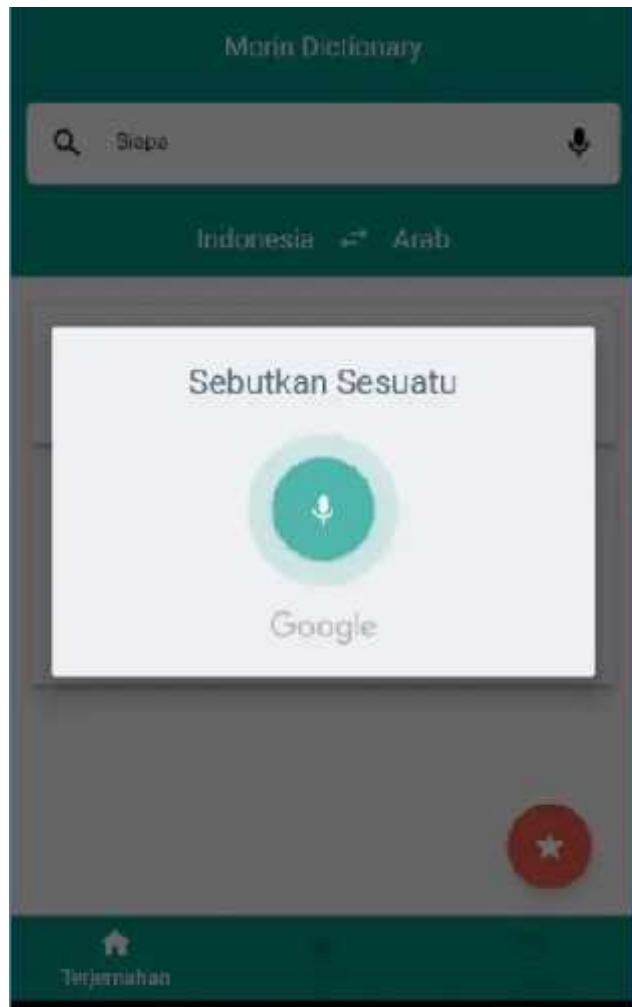 Morin Dictionary
Siapa
Indonesia Arab
Sebutkan Sesuatu
Google
Terjemahan